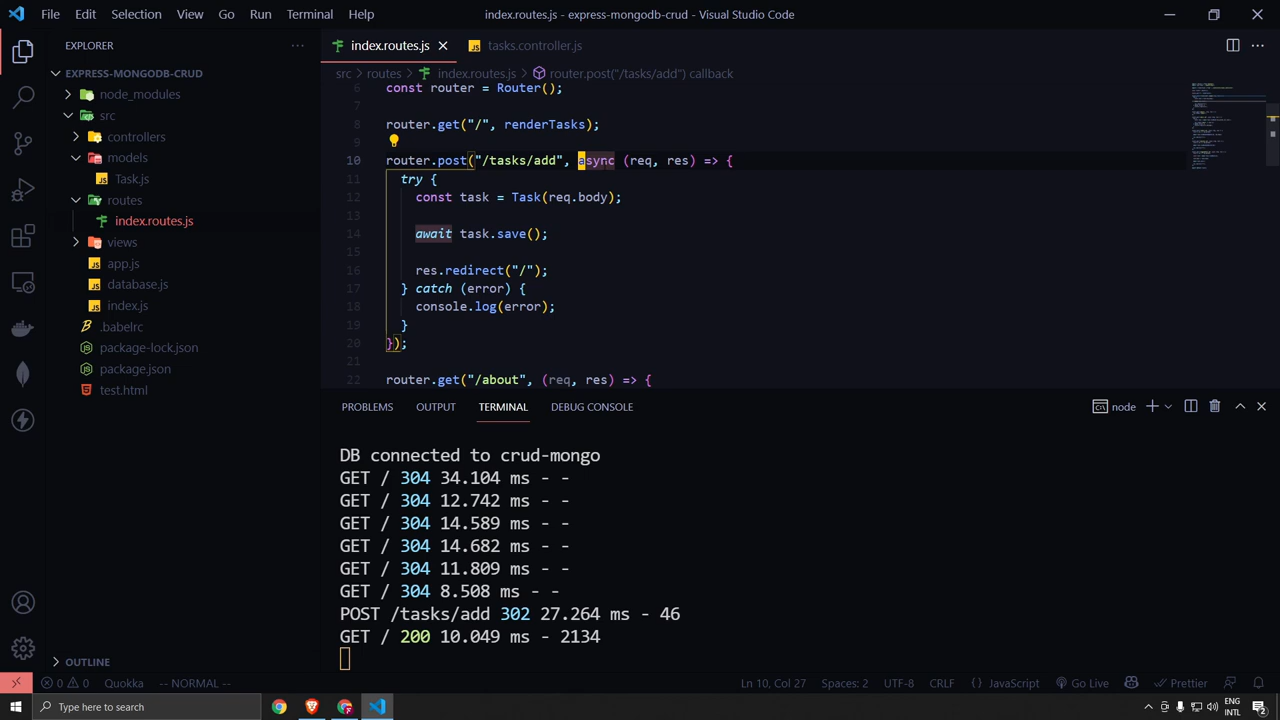 File Edit Selection View Go Run Terminal Help
index.routes.js - express-mongodb-crud - Visual Studio Code
EXPLORER
EXPRESS-MONGODB-CRUD
node_modules
src
controllers
models
Task.js
routes
index.routes.js
views
app.js
database.js
index.js
.babelrc
package-lock.json
package.json
test.html
OUTLINE
index.routes.js
tasks.controller.js
src > routes > index.routes.js > router.post("/tasks/add") callback
6 const router = Router();
7
8 router.get("/", renderTasks);
9
10 router.post("/tasks/add", async (req, res) => {
11 try {
12 const task = Task(req.body);
13
14 await task.save();
15
16 res.redirect("/");
17 } catch (error) {
18 console.log(error);
19 }
20 });
21
22 router.get("/about", (req, res) => {
PROBLEMS OUTPUT TERMINAL DEBUG CONSOLE
node
DB connected to crud-mongo
GET / 304 34.104 ms - -
GET / 304 12.742 ms - -
GET / 304 14.589 ms - -
GET / 304 14.682 ms - -
GET / 304 11.809 ms - -
GET / 304 8.508 ms - -
POST /tasks/add 302 27.264 ms - 46
GET / 200 10.049 ms - 2134
0 0 Quokka -- NORMAL -- Ln 10, Col 27 Spaces: 2 UTF-8 CRLF {} JavaScript Go Live Prettier
Type here to search
ENG
INTL